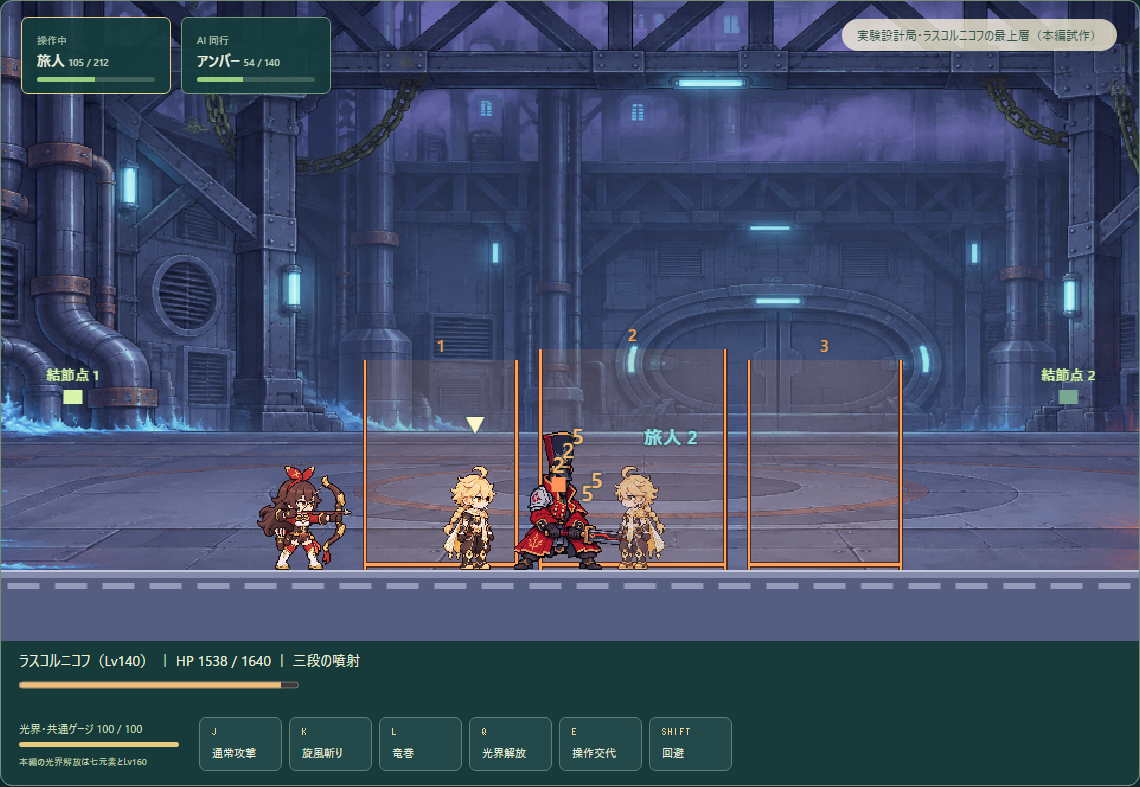 操作中
旅人 105 / 212
AI 同行
アンバー 54 / 140
実験設計局・ラスコルニコフの最上層（本編試作）
1
2
3
結節点 1
結節点 2
旅人 2
5
2
2
5
5
ラスコルニコフ（Lv140） | HP 1538 / 1640 | 三段の噴射
光界・共通ゲージ 100 / 100
本編の光界解放は七元素とLv160
J
通常攻撃
K
旋風斬り
L
竜巻
Q
光界解放
E
操作交代
SHIFT
回避